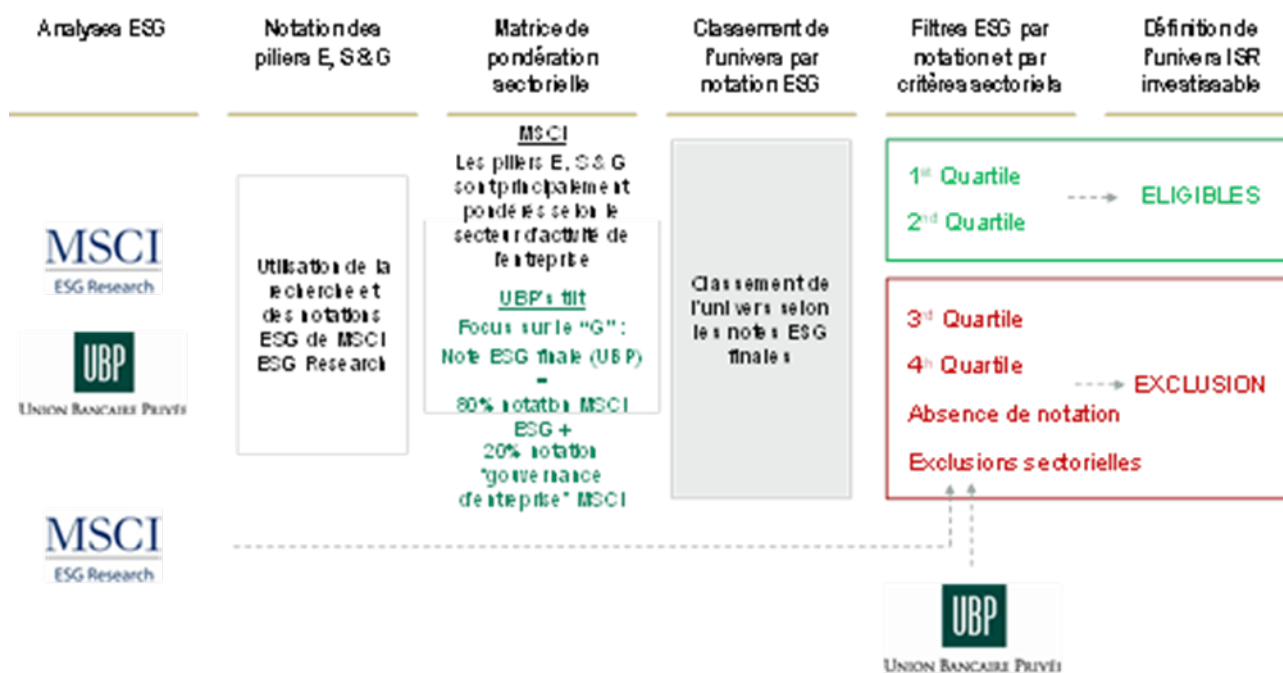 Analyses ESG
Notation des
piliers E, S & G
Matrice de
pondération
sectorielle
Classement de
l'univers par
notation ESG
Filtres ESG par
notation et par
critères sectoriels
Définition de
l'univers ISR
investissable
MSCI
ESG Research
UBP
UNION BANCAIRE PRIVÉE
MSCI
ESG Research
Utilisation de la
recherche et
des notations
ESG de MSCI
ESG Research
MSCI
Les piliers E, S & G
sont principalement
pondérés selon le
secteur d'activité de
l'entreprise
UBP's tilt
Focus sur le "G" :
Note ESG finale (UBP)
=
80% notation MSCI
ESG +
20% notation
"gouvernance
d'entreprise" MSCI
Classement de
l'univers selon
les notes ESG
finales
1st Quartile
2nd Quartile
ELIGIBLES
3rd Quartile
4h Quartile
Absence de notation
Exclusions sectorielles
EXCLUSION
UBP
UNION BANCAIRE PRIVÉE